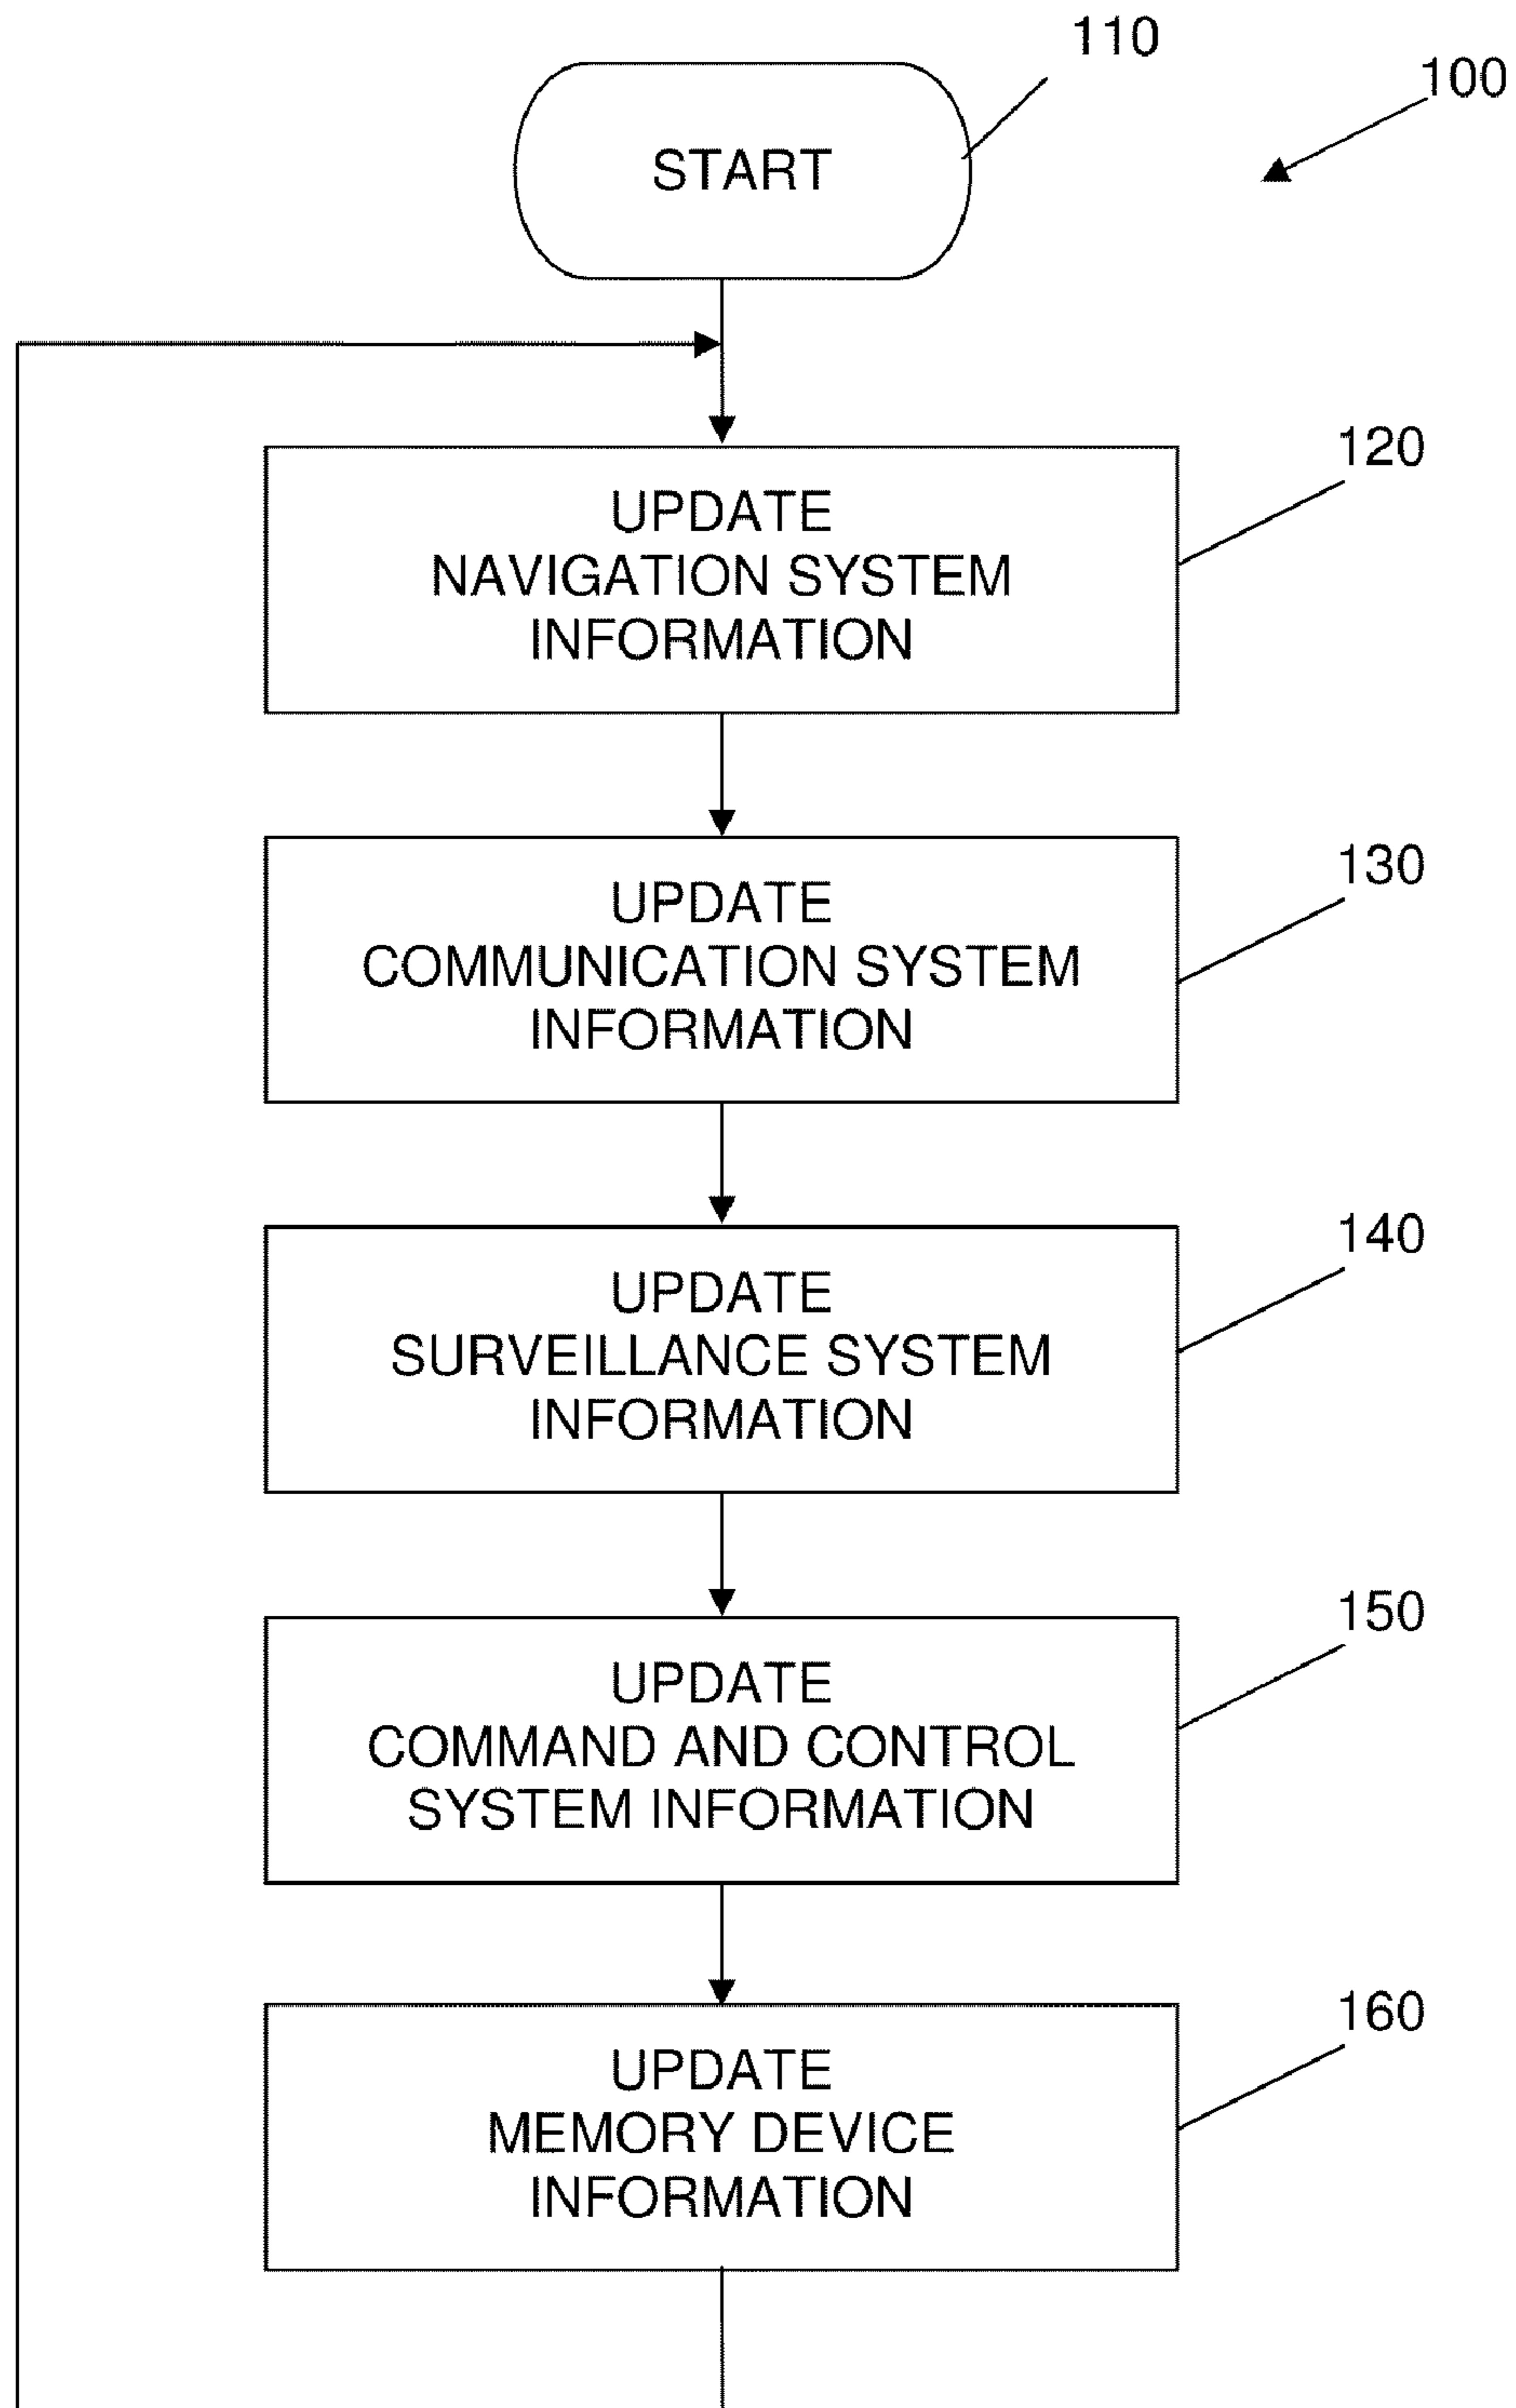 110
100
START
120
UPDATE
NAVIGATION SYSTEM
INFORMATION
130
UPDATE
COMMUNICATION SYSTEM
INFORMATION
140
UPDATE
SURVEILLANCE SYSTEM
INFORMATION
150
UPDATE
COMMAND AND CONTROL
SYSTEM INFORMATION
160
UPDATE
MEMORY DEVICE
INFORMATION